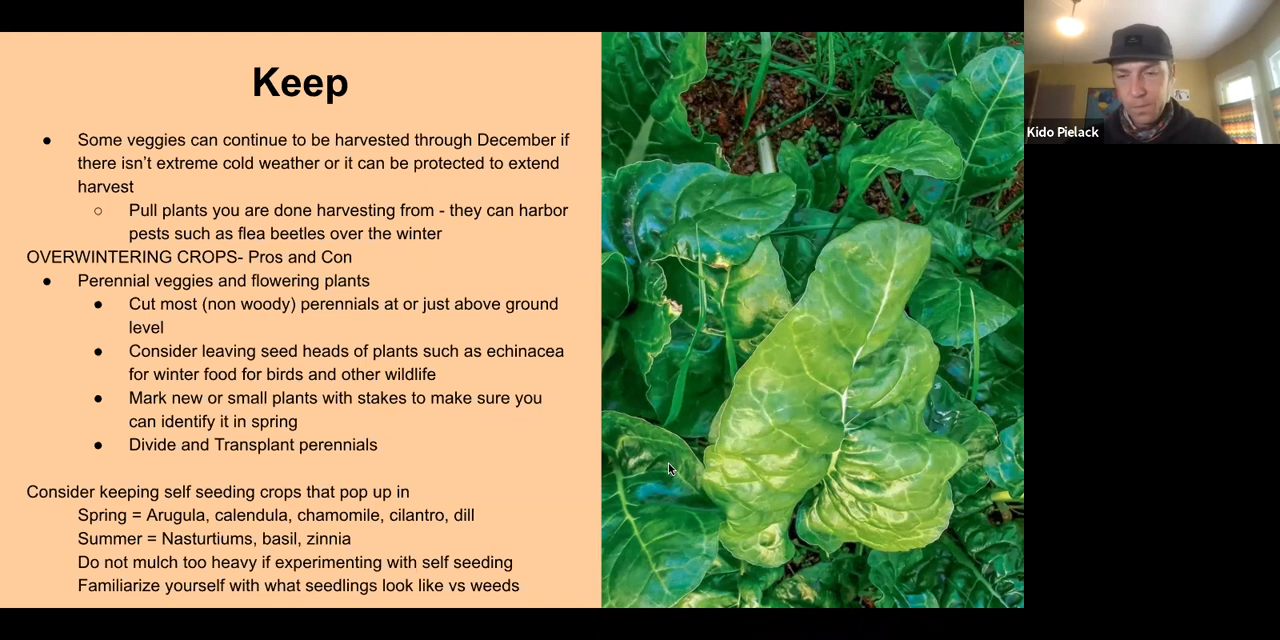 Keep
● Some veggies can continue to be harvested through December if
there isn’t extreme cold weather or it can be protected to extend
harvest
○ Pull plants you are done harvesting from - they can harbor
pests such as flea beetles over the winter
OVERWINTERING CROPS- Pros and Con
● Perennial veggies and flowering plants
● Cut most (non woody) perennials at or just above ground
level
● Consider leaving seed heads of plants such as echinacea
for winter food for birds and other wildlife
● Mark new or small plants with stakes to make sure you
can identify it in spring
● Divide and Transplant perennials
Consider keeping self seeding crops that pop up in
Spring = Arugula, calendula, chamomile, cilantro, dill
Summer = Nasturtiums, basil, zinnia
Do not mulch too heavy if experimenting with self seeding
Familiarize yourself with what seedlings look like vs weeds
Kido Pielack